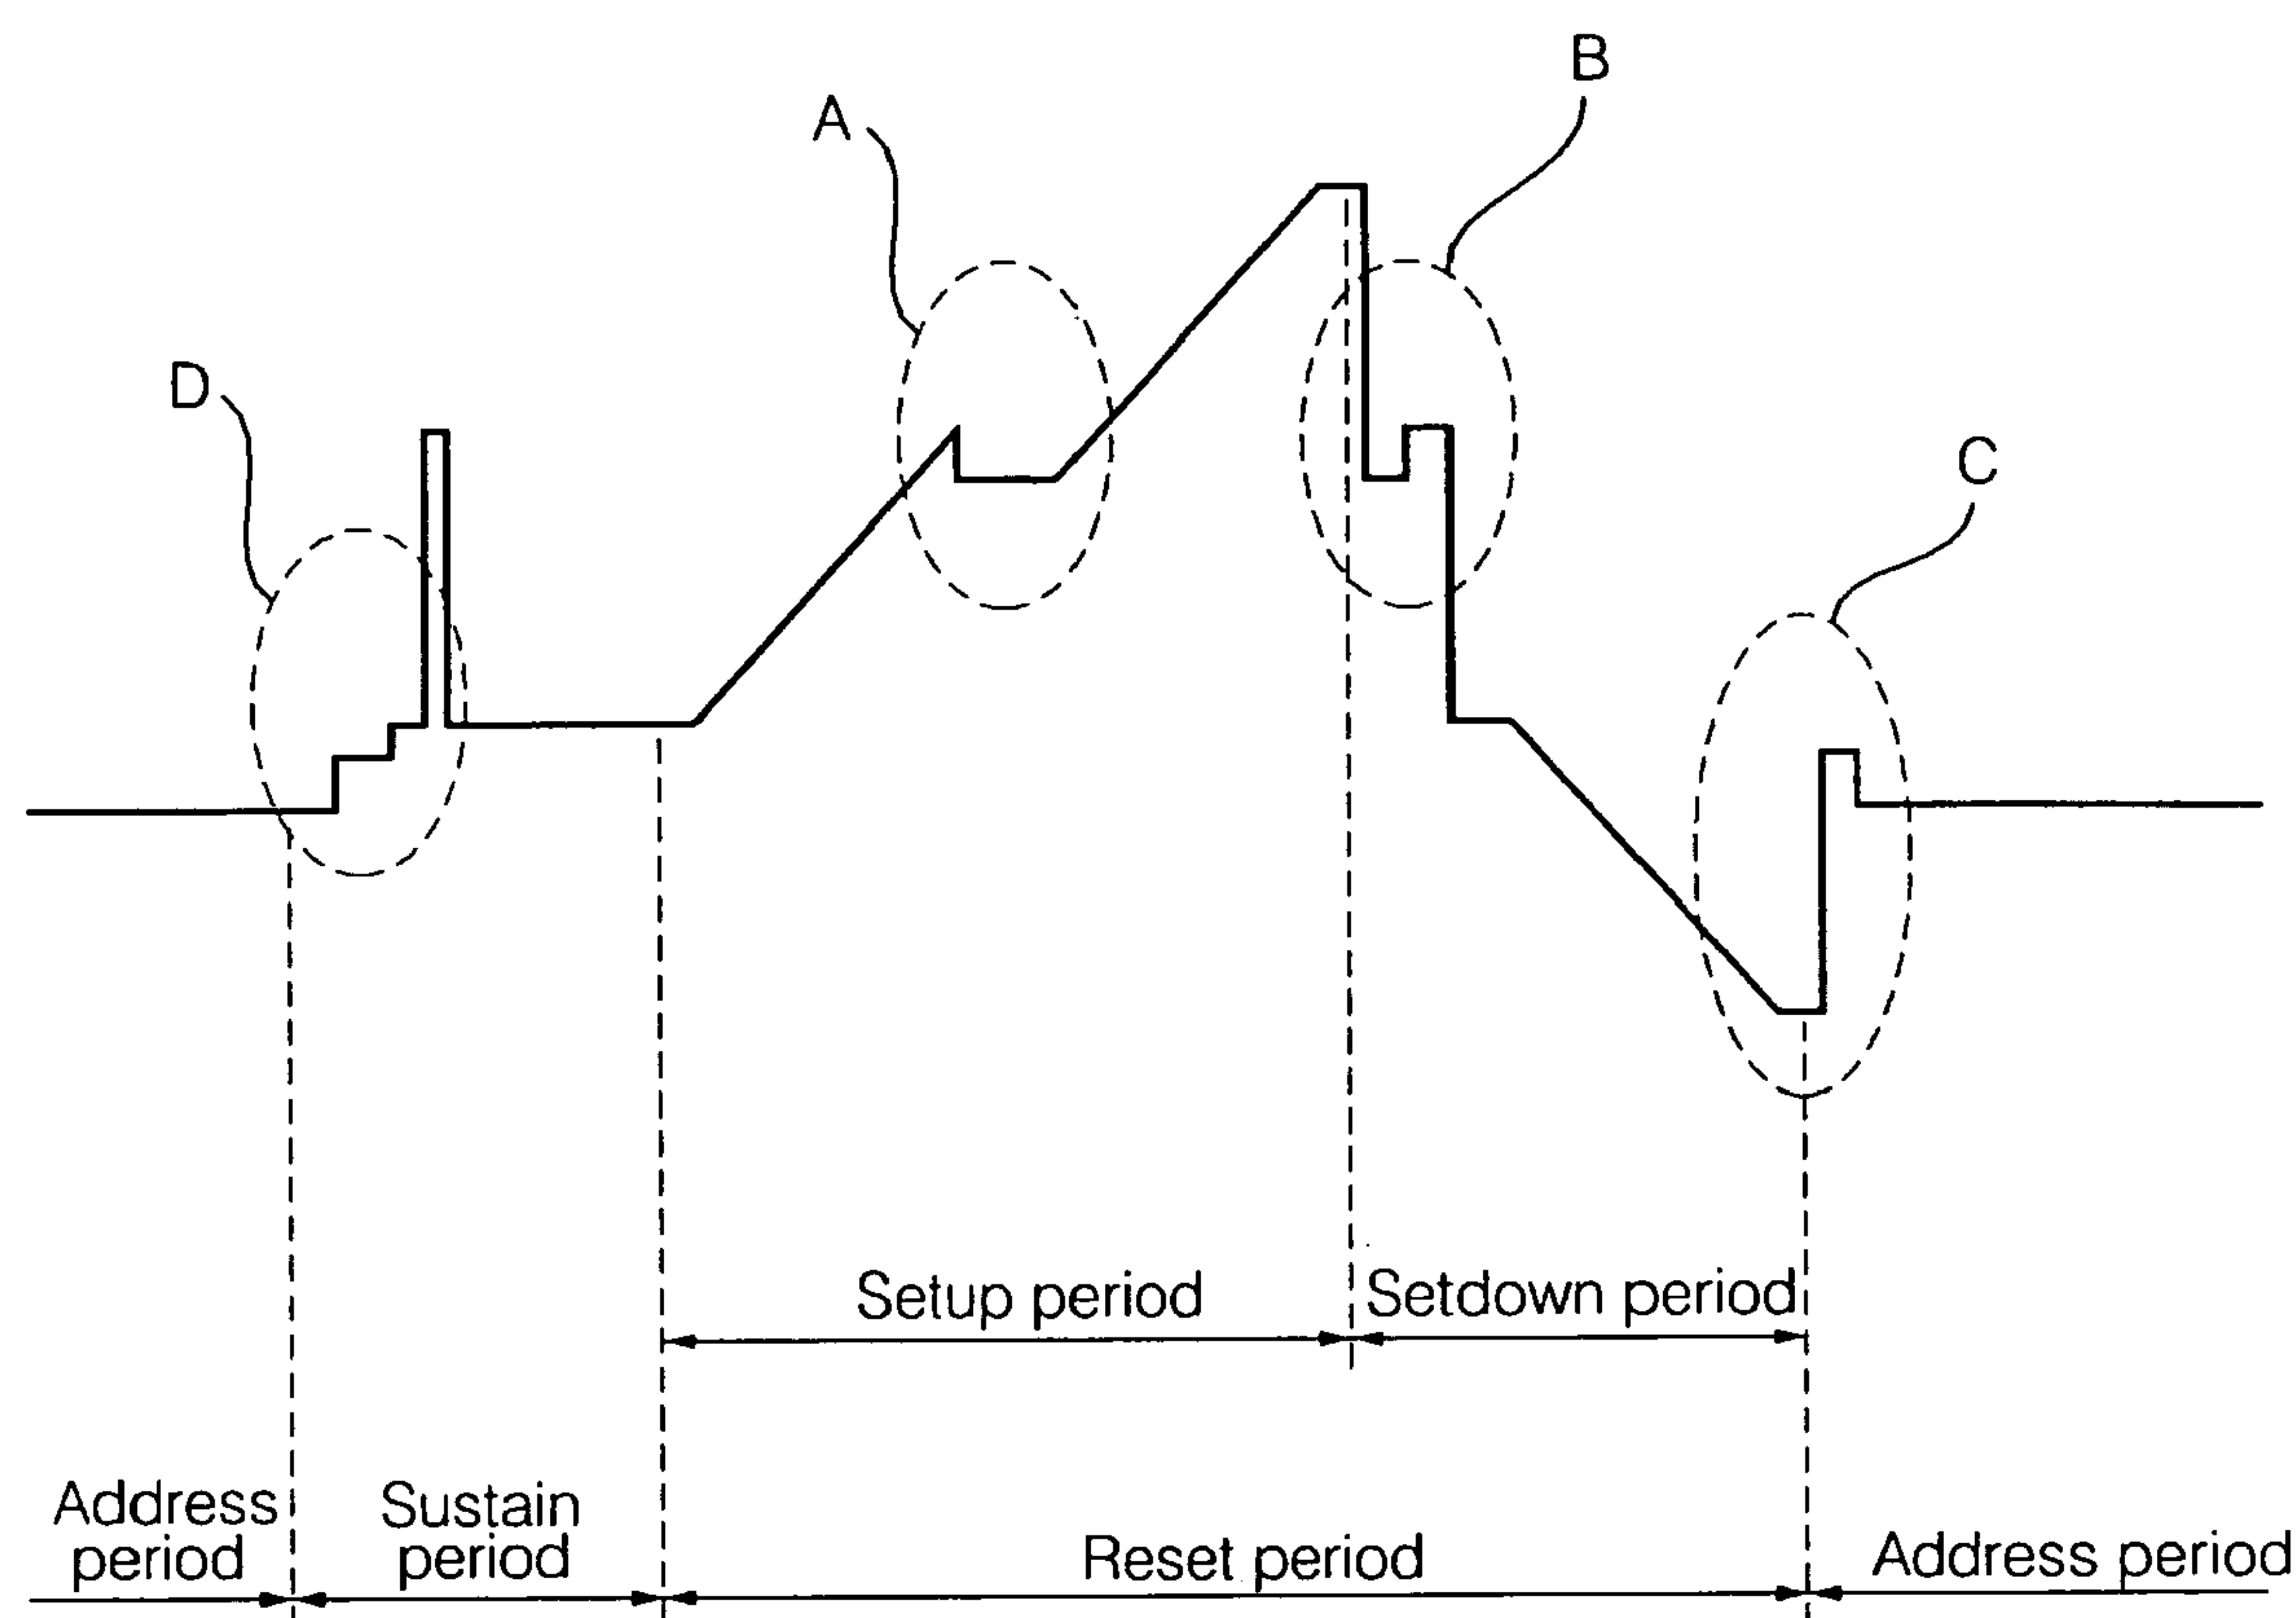 B
A
D
C
Setup period
Setdown period
Address
period
Sustain
period
Reset period
Address period